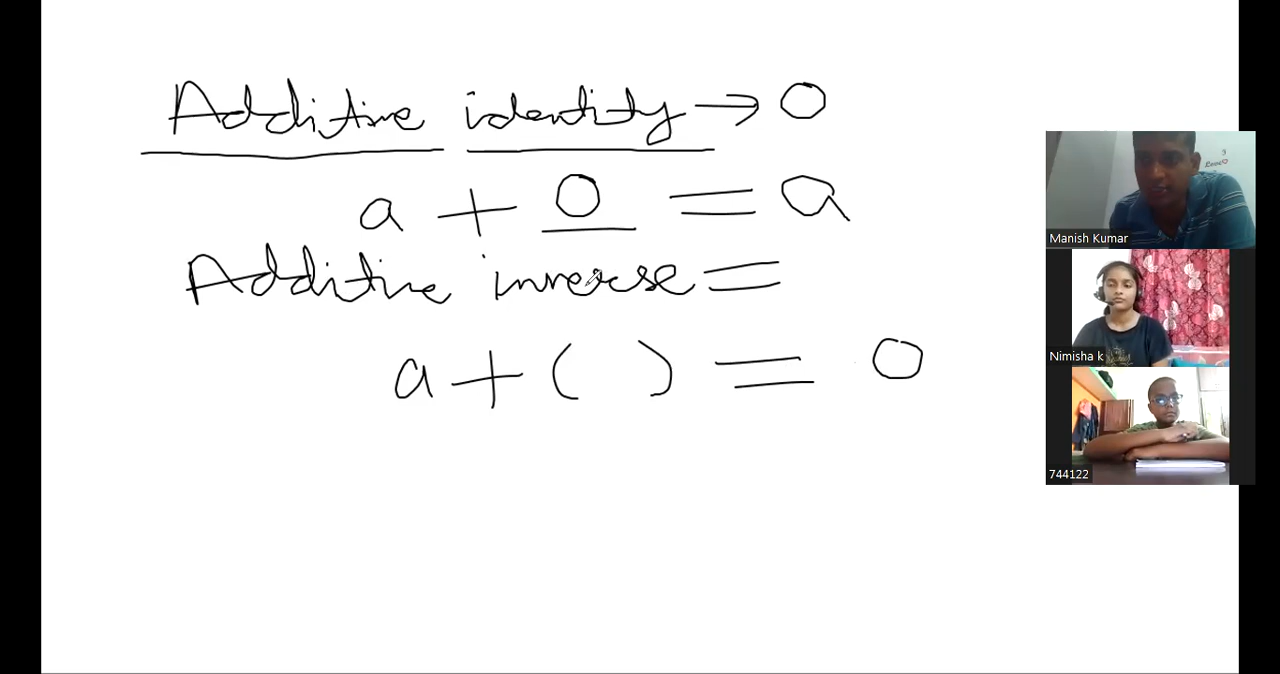 Additive identity → 0
a + 0 = a
Additive inverse =
a + ( ) = 0
Manish Kumar
Nimisha k
744122